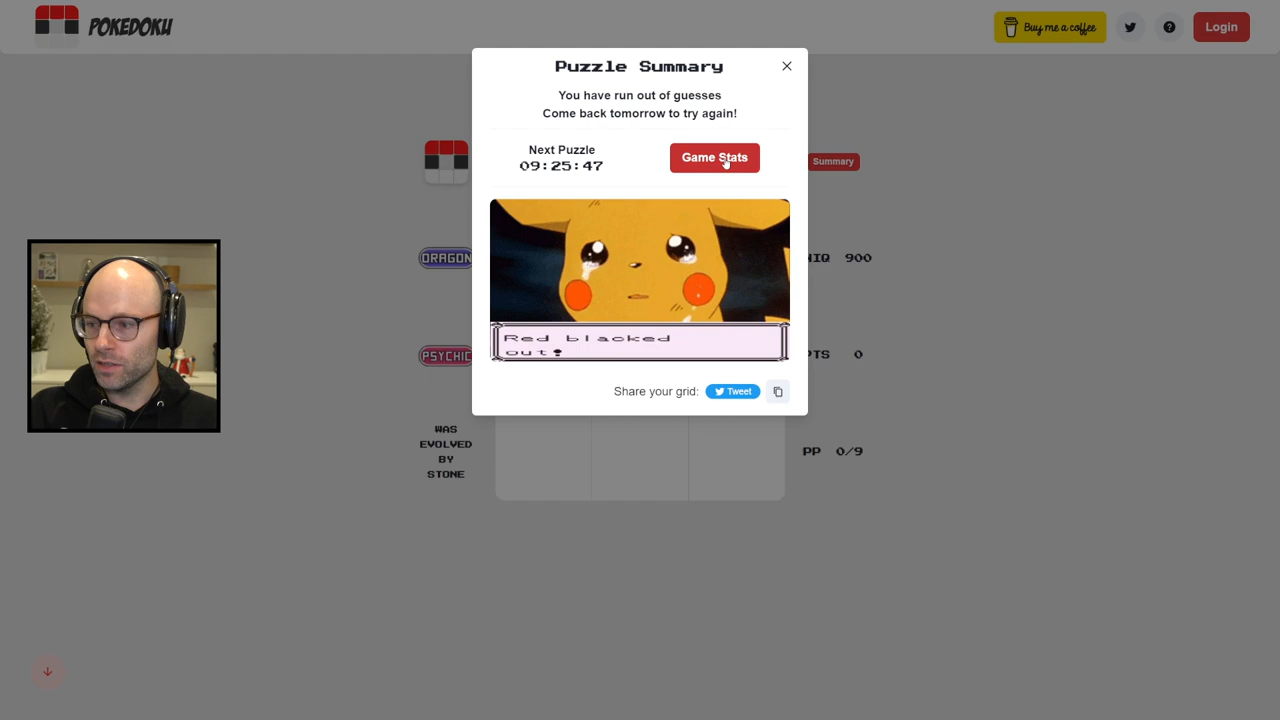 POKEDOKU
Buy me a coffee
Login
Puzzle Summary
You have run out of guesses
Come back tomorrow to try again!
Next Puzzle
09:25:47
Game Stats
Summary
DRAGON
900
Red blacked
out!
PSYCHIC
0
Share your grid:
Tweet
WAS
EVOLVED
BY
STONE
PP 0/9